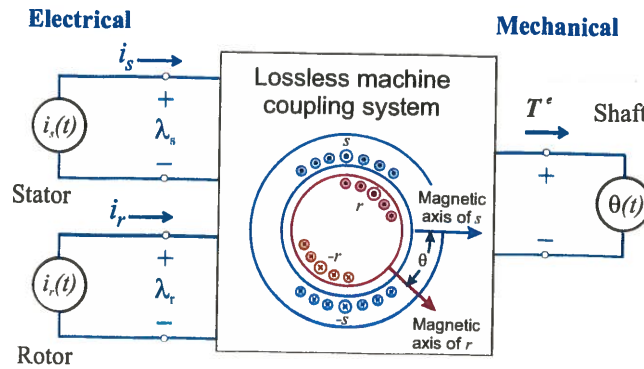 Electrical
Mechanical
i_s
Lossless machine
coupling system
T^e
Shaft
+
i_s(t)
λ_s
−
s
+
Stator
r
Magnetic
axis of s
θ(t)
i_r
−
+
-r
θ
i_r(t)
λ_r
−
-s
Magnetic
axis of r
Rotor